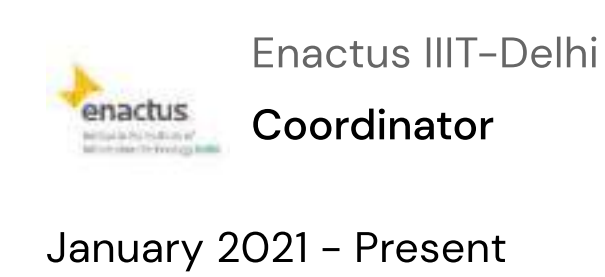 Enactus IIIT-Delhi
enactus
Coordinator
January 2021 - Present